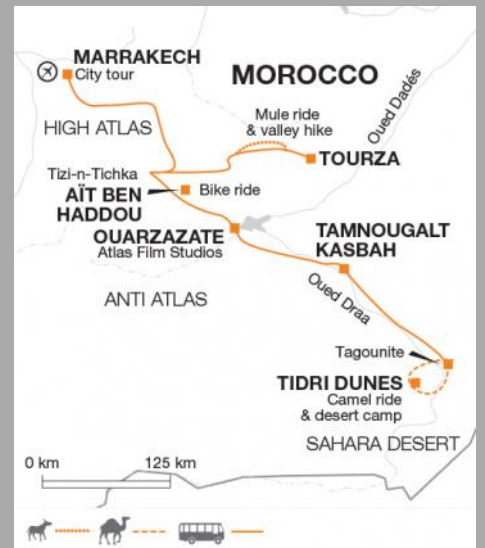 MARRAKECH
City tour
MOROCCO
Oued Dadés
HIGH ATLAS
Mule ride
& valley hike
TOURZA
Tizi-n-Tichka
AÏT BEN
HADDOU
Bike ride
OUARZAZATE
Atlas Film Studios
TAMNOUGALT
KASBAH
ANTI ATLAS
Oued Draa
Tagounite
TIDRI DUNES
Camel ride
& desert camp
SAHARA DESERT
0 km
125 km